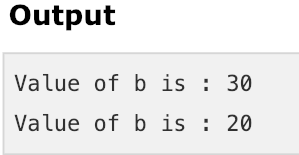 Output
Value of b is : 30
Value of b is : 20